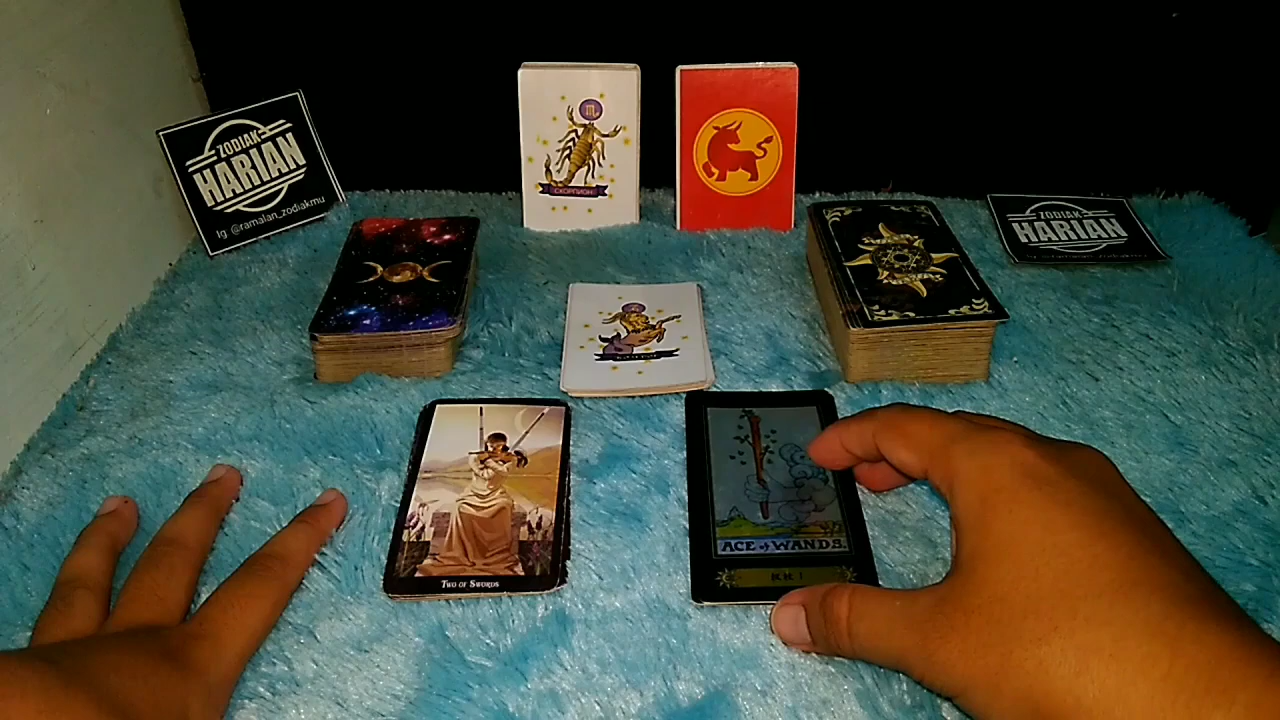 ZODIAK
HARIAN
Ig @ramalan_zodiakmu
СКОРПИОН
ZODIAK
HARIAN
TWO OF SWORDS
ACE of WANDS.